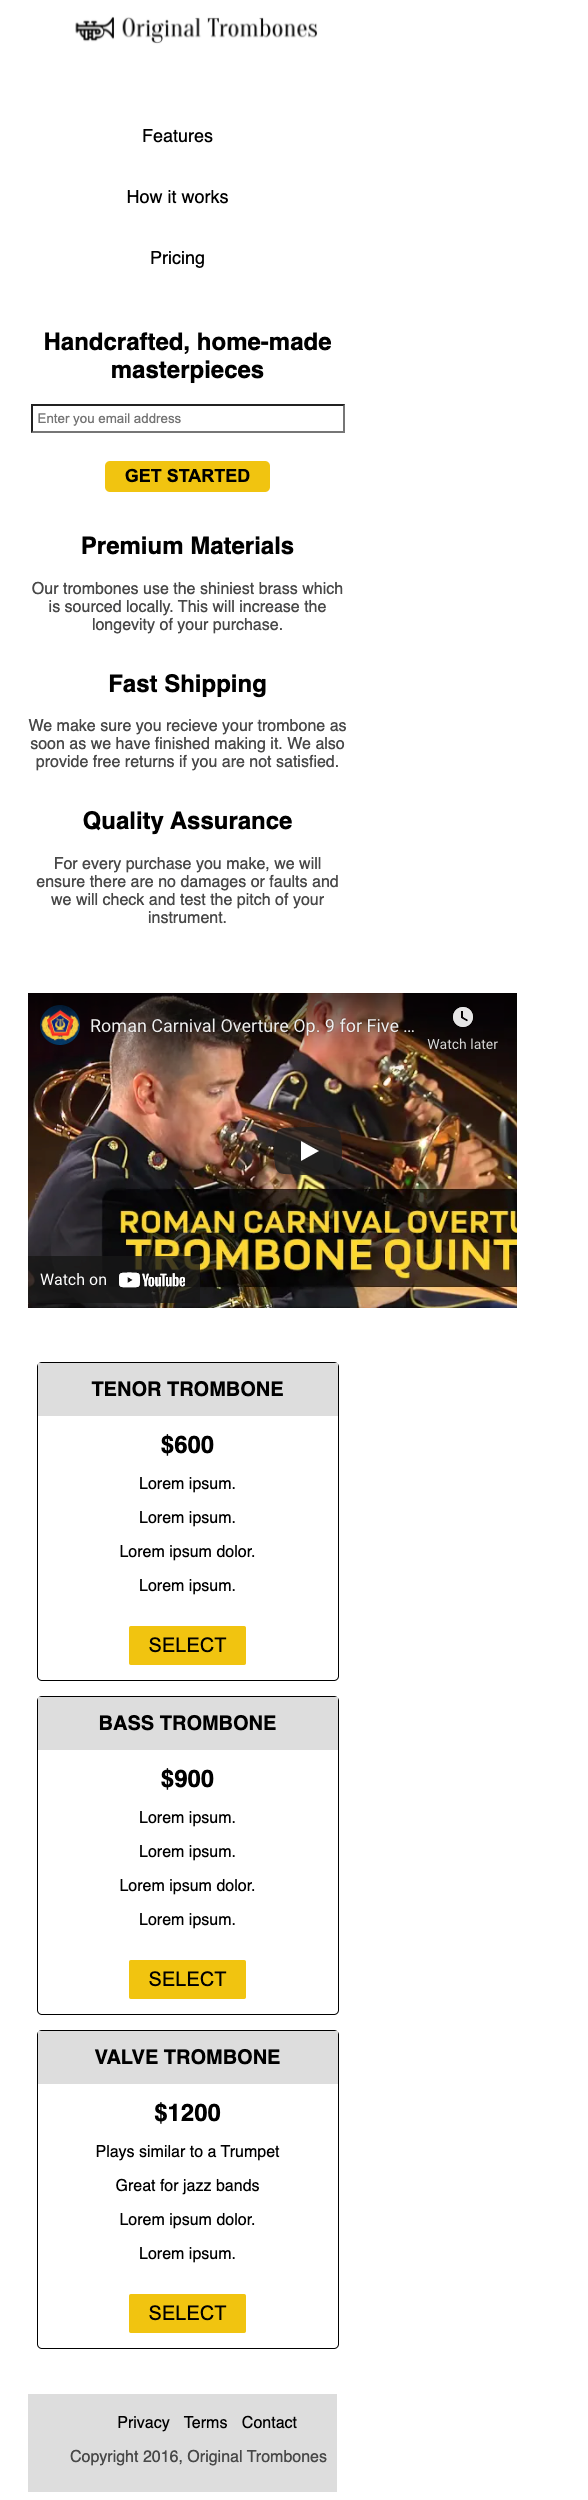 Original Trombones
Features
How it works
Pricing
Handcrafted, home-made
masterpieces
Enter you email address
GET STARTED
Premium Materials
Our trombones use the shiniest brass which
is sourced locally. This will increase the
longevity of your purchase.
Fast Shipping
We make sure you recieve your trombone as
soon as we have finished making it. We also
provide free returns if you are not satisfied.
Quality Assurance
For every purchase you make, we will
ensure there are no damages or faults and
we will check and test the pitch of your
instrument.
Roman Carnival Overture Op. 9 for Five ...
Watch later
ROMAN CARNIVAL OVERTU
TROMBONE QUINT
Watch on YouTube
TENOR TROMBONE
$600
Lorem ipsum.
Lorem ipsum.
Lorem ipsum dolor.
Lorem ipsum.
SELECT
BASS TROMBONE
$900
Lorem ipsum.
Lorem ipsum.
Lorem ipsum dolor.
Lorem ipsum.
SELECT
VALVE TROMBONE
$1200
Plays similar to a Trumpet
Great for jazz bands
Lorem ipsum dolor.
Lorem ipsum.
SELECT
Privacy Terms Contact
Copyright 2016, Original Trombones